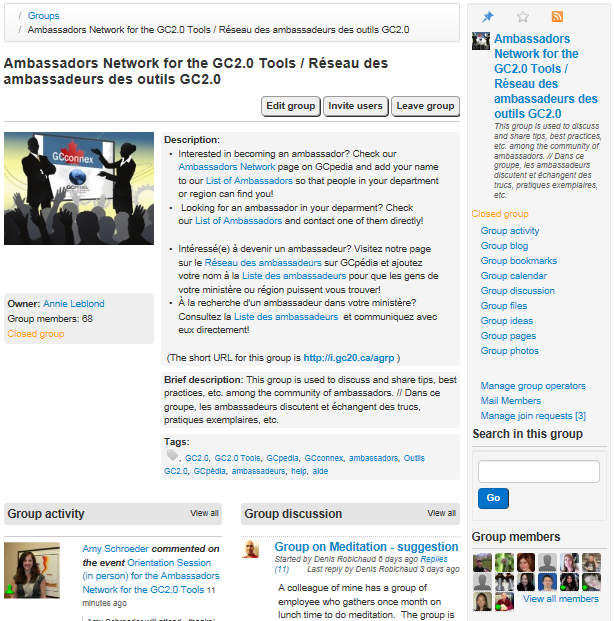 / Groups
/ Ambassadors Network for the GC2.0 Tools / Réseau des ambassadeurs des outils GC2.0
Ambassadors Network for the GC2.0 Tools / Réseau des
ambassadeurs des outils GC2.0
Edit group Invite users Leave group
GCconnex
GCPEDIA
Owner: Annie Leblond
Group members: 68
Closed group
Description:
• Interested in becoming an ambassador? Check our
Ambassadors Network page on GCpedia and add your name
to our List of Ambassadors so that people in your department
or region can find you!
• Looking for an ambassador in your deparment? Check
our List of Ambassadors and contact one of them directly!
• Intéressé(e) à devenir un ambassadeur? Visitez notre page
sur le Réseau des ambassadeurs sur GCpédia et ajoutez
votre nom à la Liste des ambassadeurs pour que les gens de
votre ministère ou région puissent vous trouver!
• À la recherche d'un ambassadeur dans votre ministère?
Consultez la Liste des ambassadeurs et communiquez avec
eux directement!
(The short URL for this group is http://i.gc20.ca/agrp )
Brief description: This group is used to discuss and share tips, best
practices, etc. among the community of ambassadors. // Dans ce
groupe, les ambassadeurs discutent et échangent des trucs,
pratiques exemplaires, etc.
Tags:
, GC2.0, GC2.0 Tools, GCpedia, GCconnex, ambassadors, Outils
GC2.0, GCpédia, ambassadeurs, help, aide
Group activity View all
Amy Schroeder commented on
the event Orientation Session
(in person) for the Ambassadors
Network for the GC2.0 Tools 11
minutes ago
Group discussion View all
Group on Meditation - suggestion
Started by Denis Robichaud 6 days ago Replies
(11) Last reply by Denis Robichaud 3 days ago
A colleague of mine has a group of
employee who gathers once month on
lunch time to do meditation. The group is
Ambassadors
Network for the
GC2.0 Tools /
Réseau des
ambassadeurs des
outils GC2.0
This group is used to discuss
and share tips, best practices,
etc. among the community of
ambassadors. // Dans ce
groupe, les ambassadeurs
discutent et échangent des
trucs, pratiques exemplaires,
etc.
Closed group
Group activity
Group blog
Group bookmarks
Group calendar
Group discussion
Group files
Group ideas
Group pages
Group photos
Manage group operators
Mail Members
Manage join requests [3]
Search in this group
Go
Group members
View all members